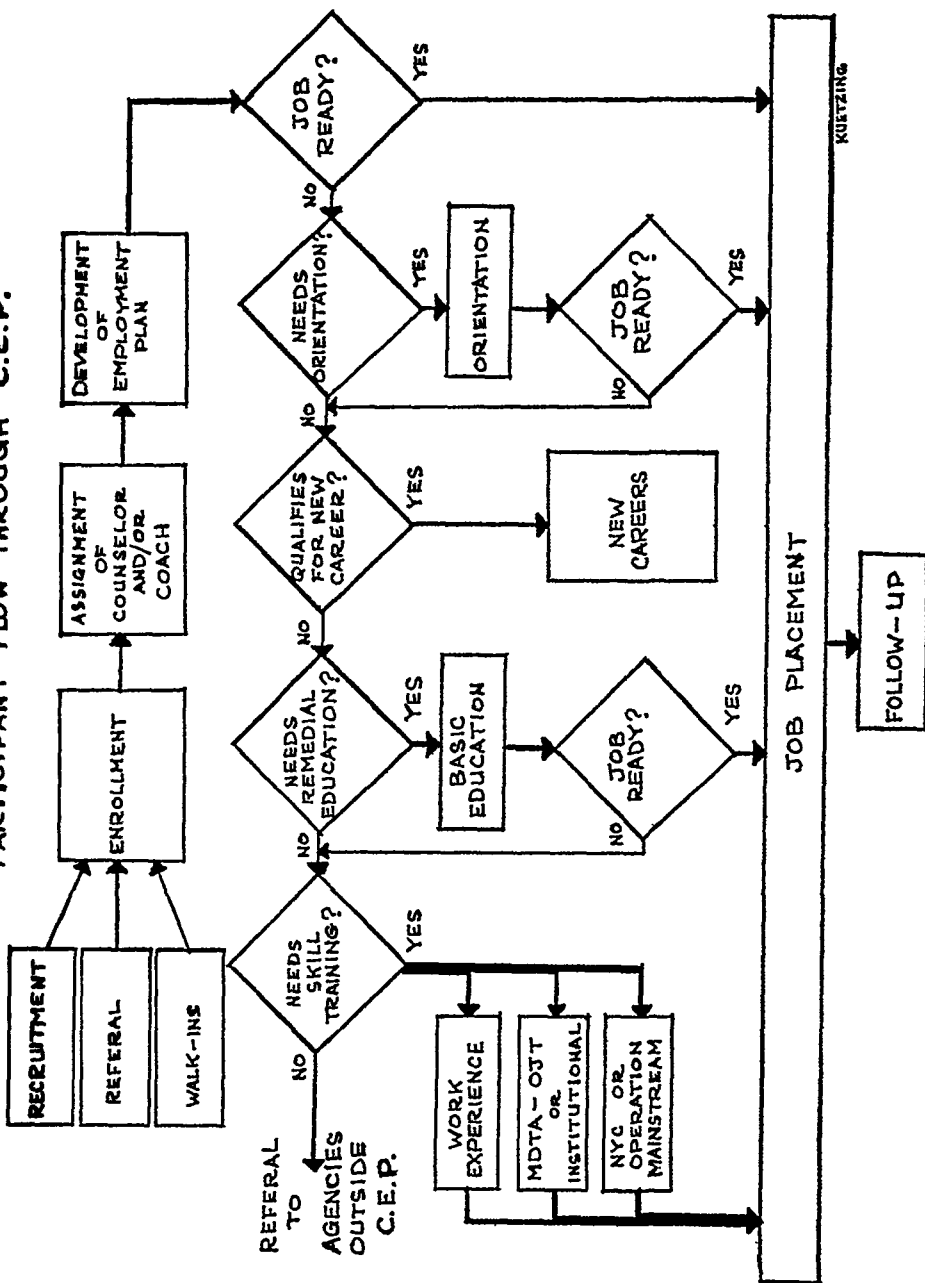 PARTICIPANT FLOW THROUGH C.E.P.
RECRUITMENT
REFERRAL
WALK-INS
ENROLLMENT
ASSIGNMENT
OF
COUNSELOR
AND/OR
COACH
DEVELOPMENT
OF
EMPLOYMENT
PLAN
JOB
READY?
YES
NO
NEEDS
ORIENTATION?
YES
NO
ORIENTATION
JOB
READY?
YES
NO
QUALIFIES
FOR NEW
CAREER?
YES
NO
NEW
CAREERS
NEEDS
REMEDIAL
EDUCATION?
YES
NO
BASIC
EDUCATION
JOB
READY?
YES
NO
NEEDS
SKILL
TRAINING?
YES
NO
REFERAL
TO
AGENCIES
OUTSIDE
C.E.P.
WORK
EXPERIENCE
MDTA-OJT
OR
INSTITUTIONAL
NYC OR
OPERATION
MAINSTREAM
JOB PLACEMENT
KUETZING
FOLLOW-UP